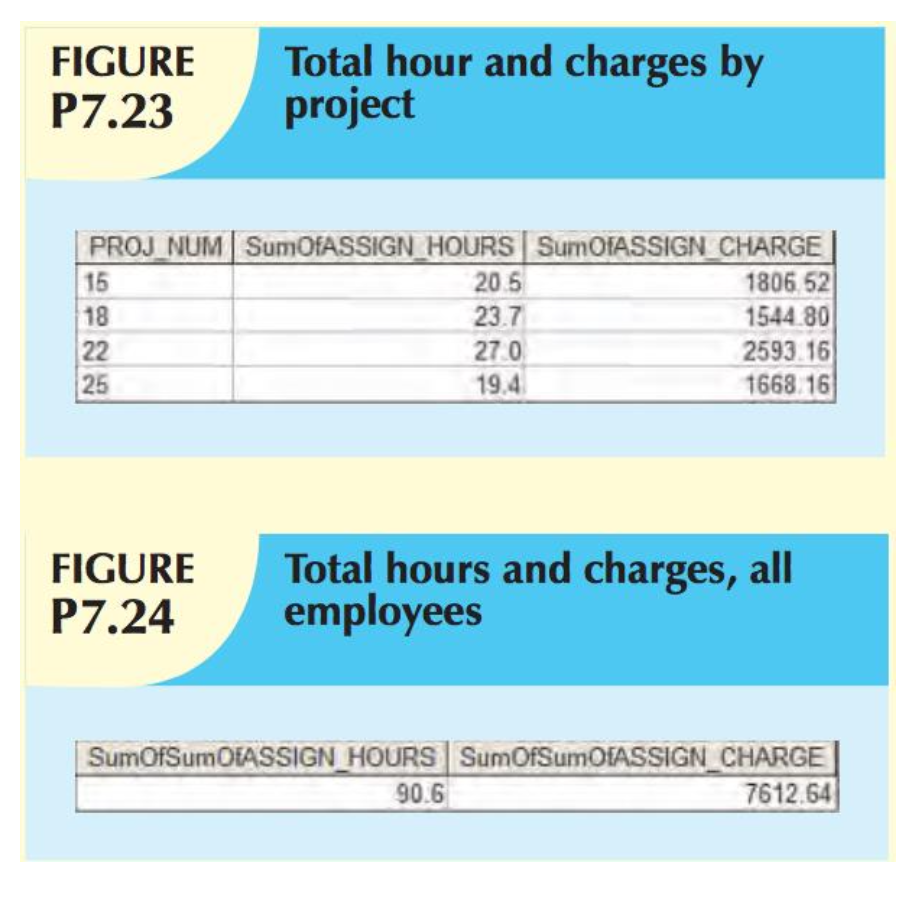 FIGURE P7.23
Total hour and charges by project
PROJ_NUM SumOfASSIGN_HOURS SumOfASSIGN_CHARGE
15 20.5 1806.52
18 23.7 1544.80
22 27.0 2593.16
25 19.4 1668.16
FIGURE P7.24
Total hours and charges, all employees
SumOfSumOfASSIGN_HOURS SumOfSumOfASSIGN_CHARGE
90.6 7612.64